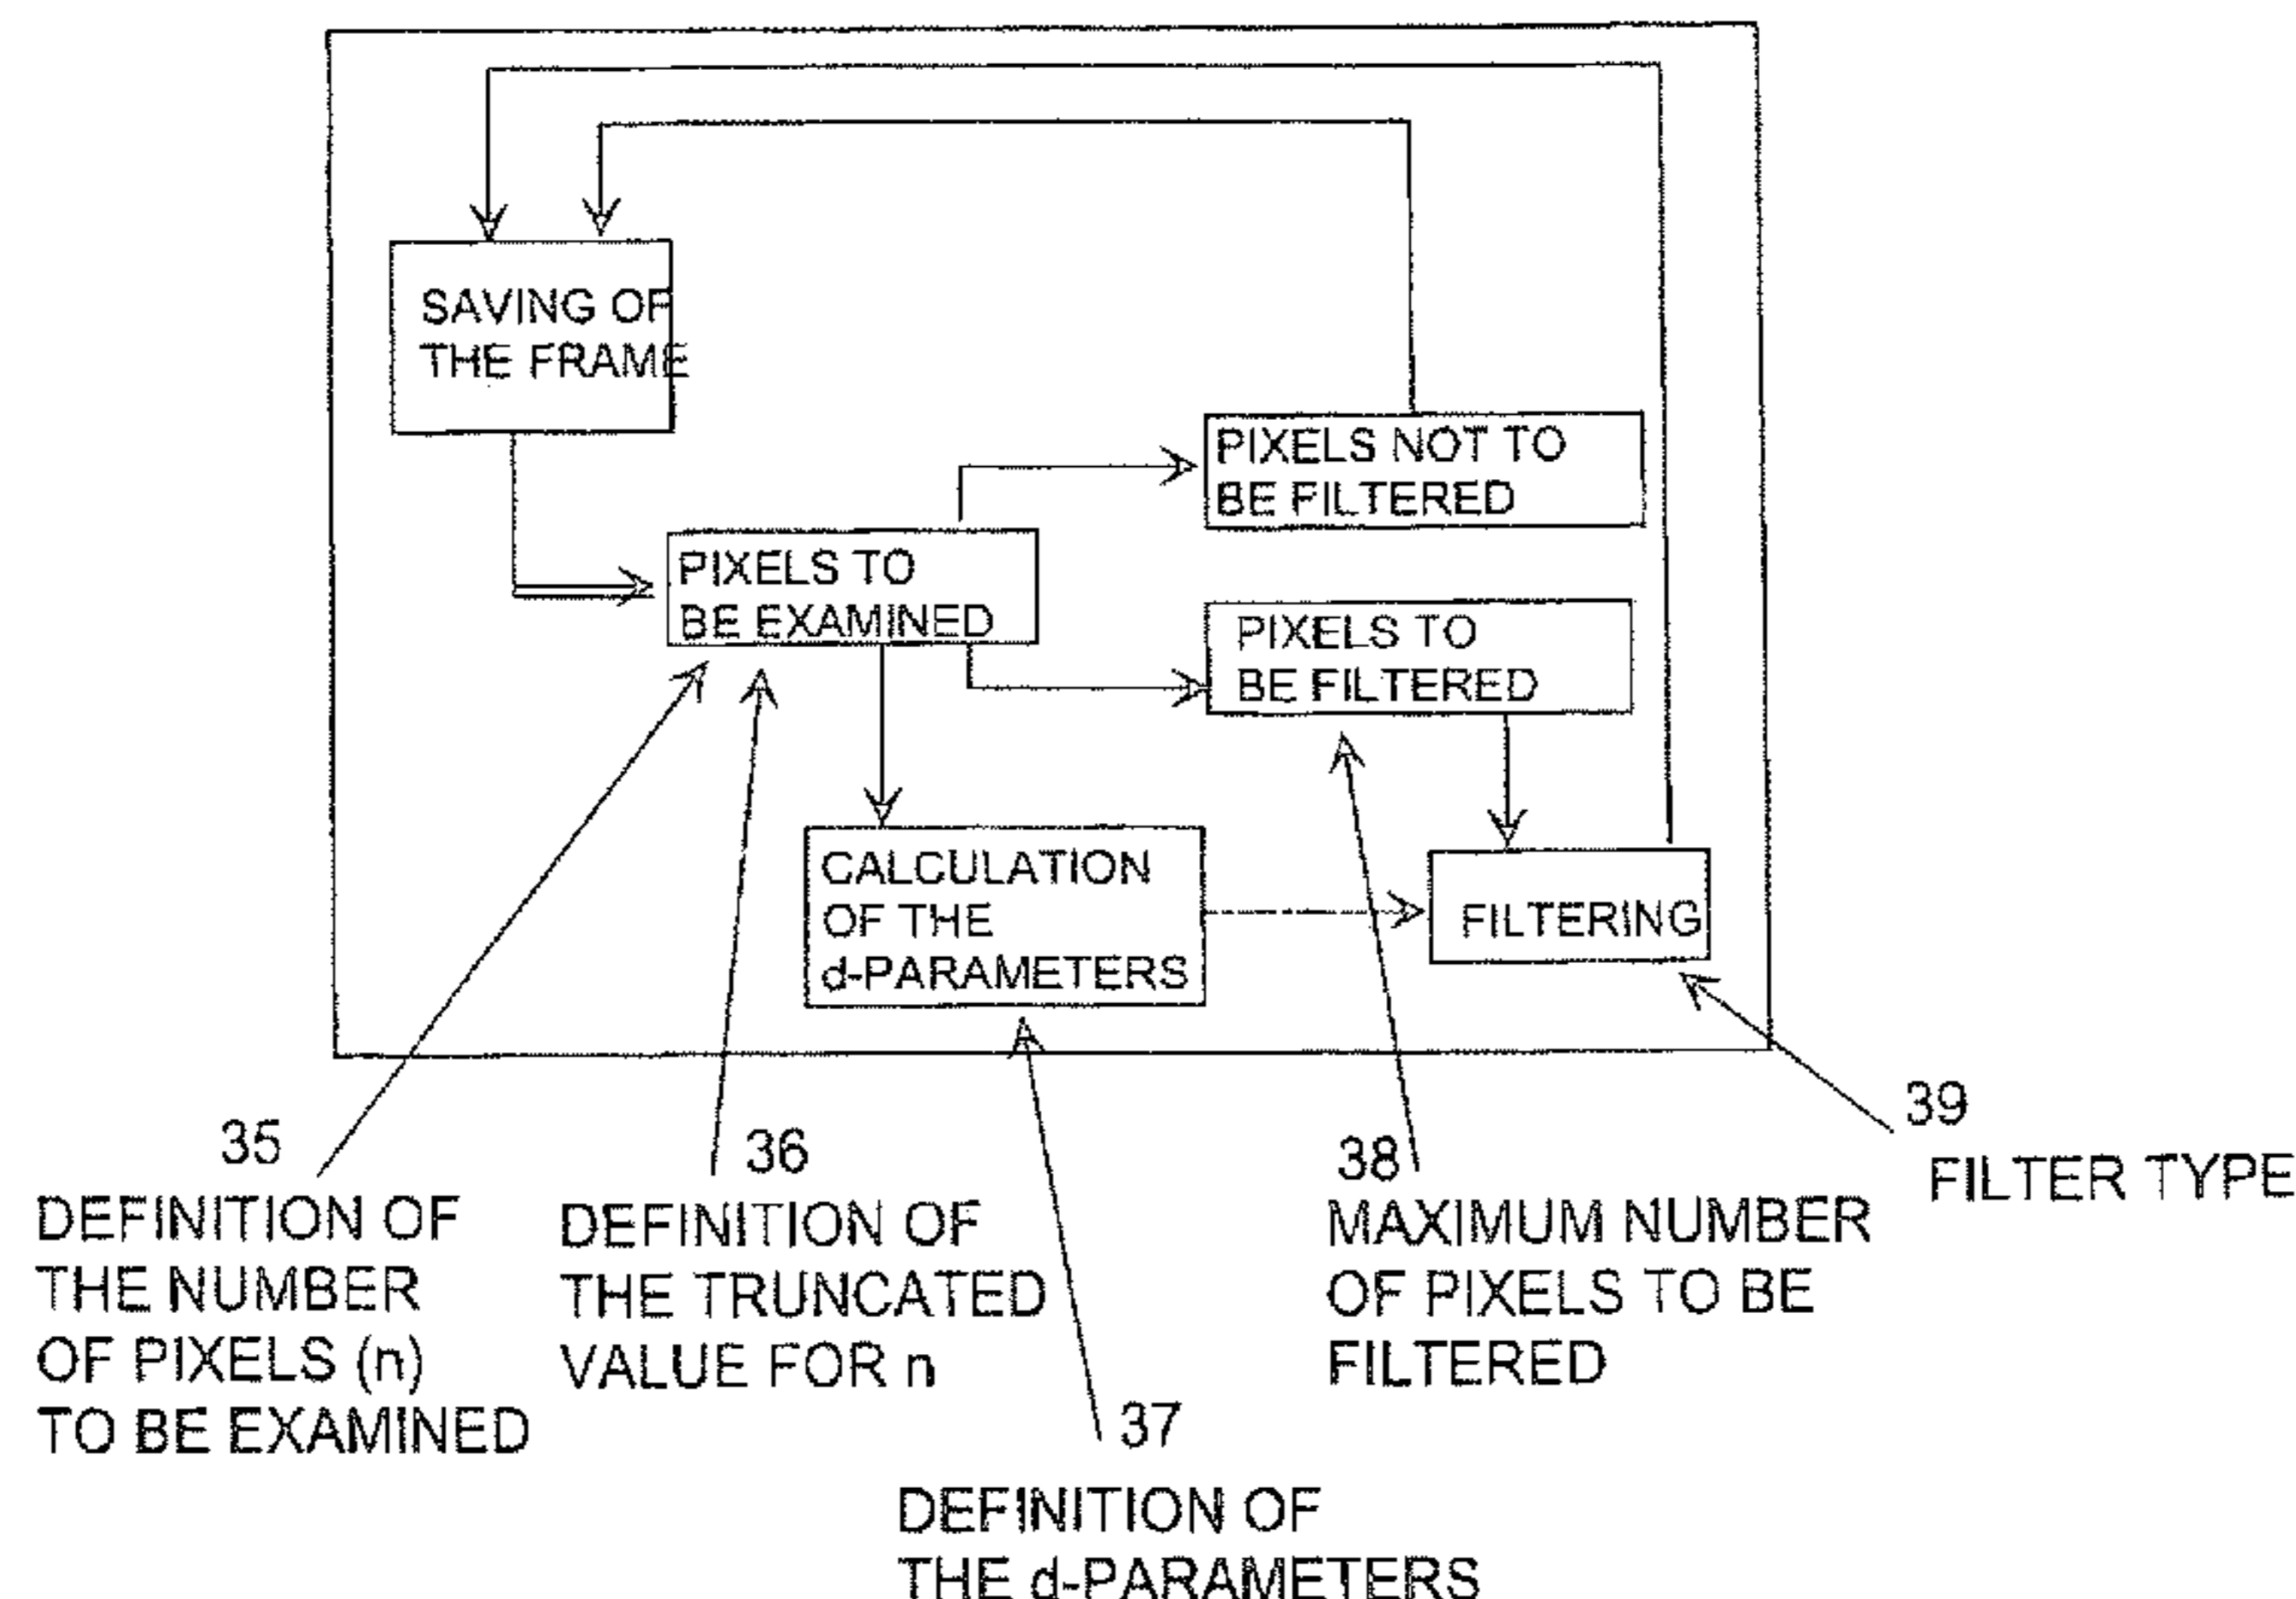 SAVING OF
THE FRAME
PIXELS NOT TO
BE FILTERED
PIXELS TO
BE EXAMINED
PIXELS TO
BE FILTERED
CALCULATION
OF THE
d-PARAMETERS
FILTERING
35
DEFINITION OF
THE NUMBER
OF PIXELS (n)
TO BE EXAMINED
36
DEFINITION OF
THE TRUNCATED
VALUE FOR n
37
DEFINITION OF
THE d-PARAMETERS
38
MAXIMUM NUMBER
OF PIXELS TO BE
FILTERED
39
FILTER TYPE